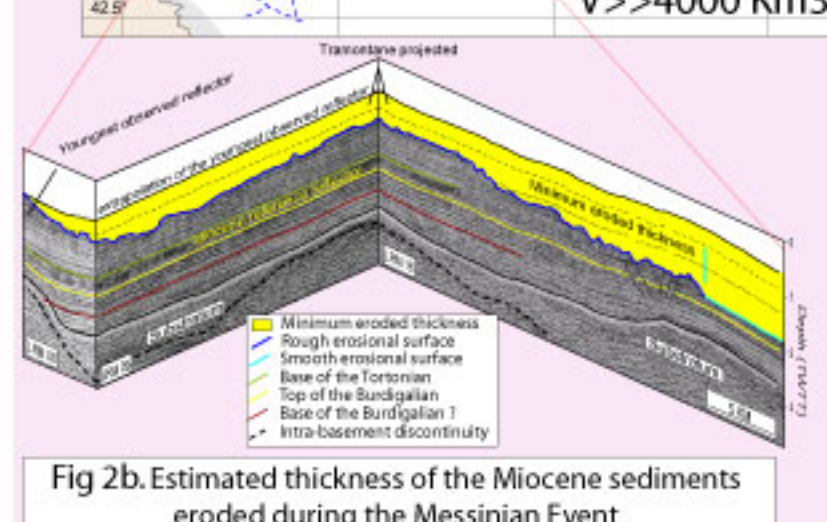 42.5°
V>>4000 Km3
Tramontane projected
Youngest observed reflector
extrapolation of the youngest observed reflector
Minimum eroded thickness
Depth (TWTT)
Minimum eroded thickness
Rough erosional surface
Smooth erosional surface
Base of the Tortonian
Top of the Burdigalian
Base of the Burdigalian ?
Intra-basement discontinuity
Fig 2b. Estimated thickness of the Miocene sediments
eroded during the Messinian Event